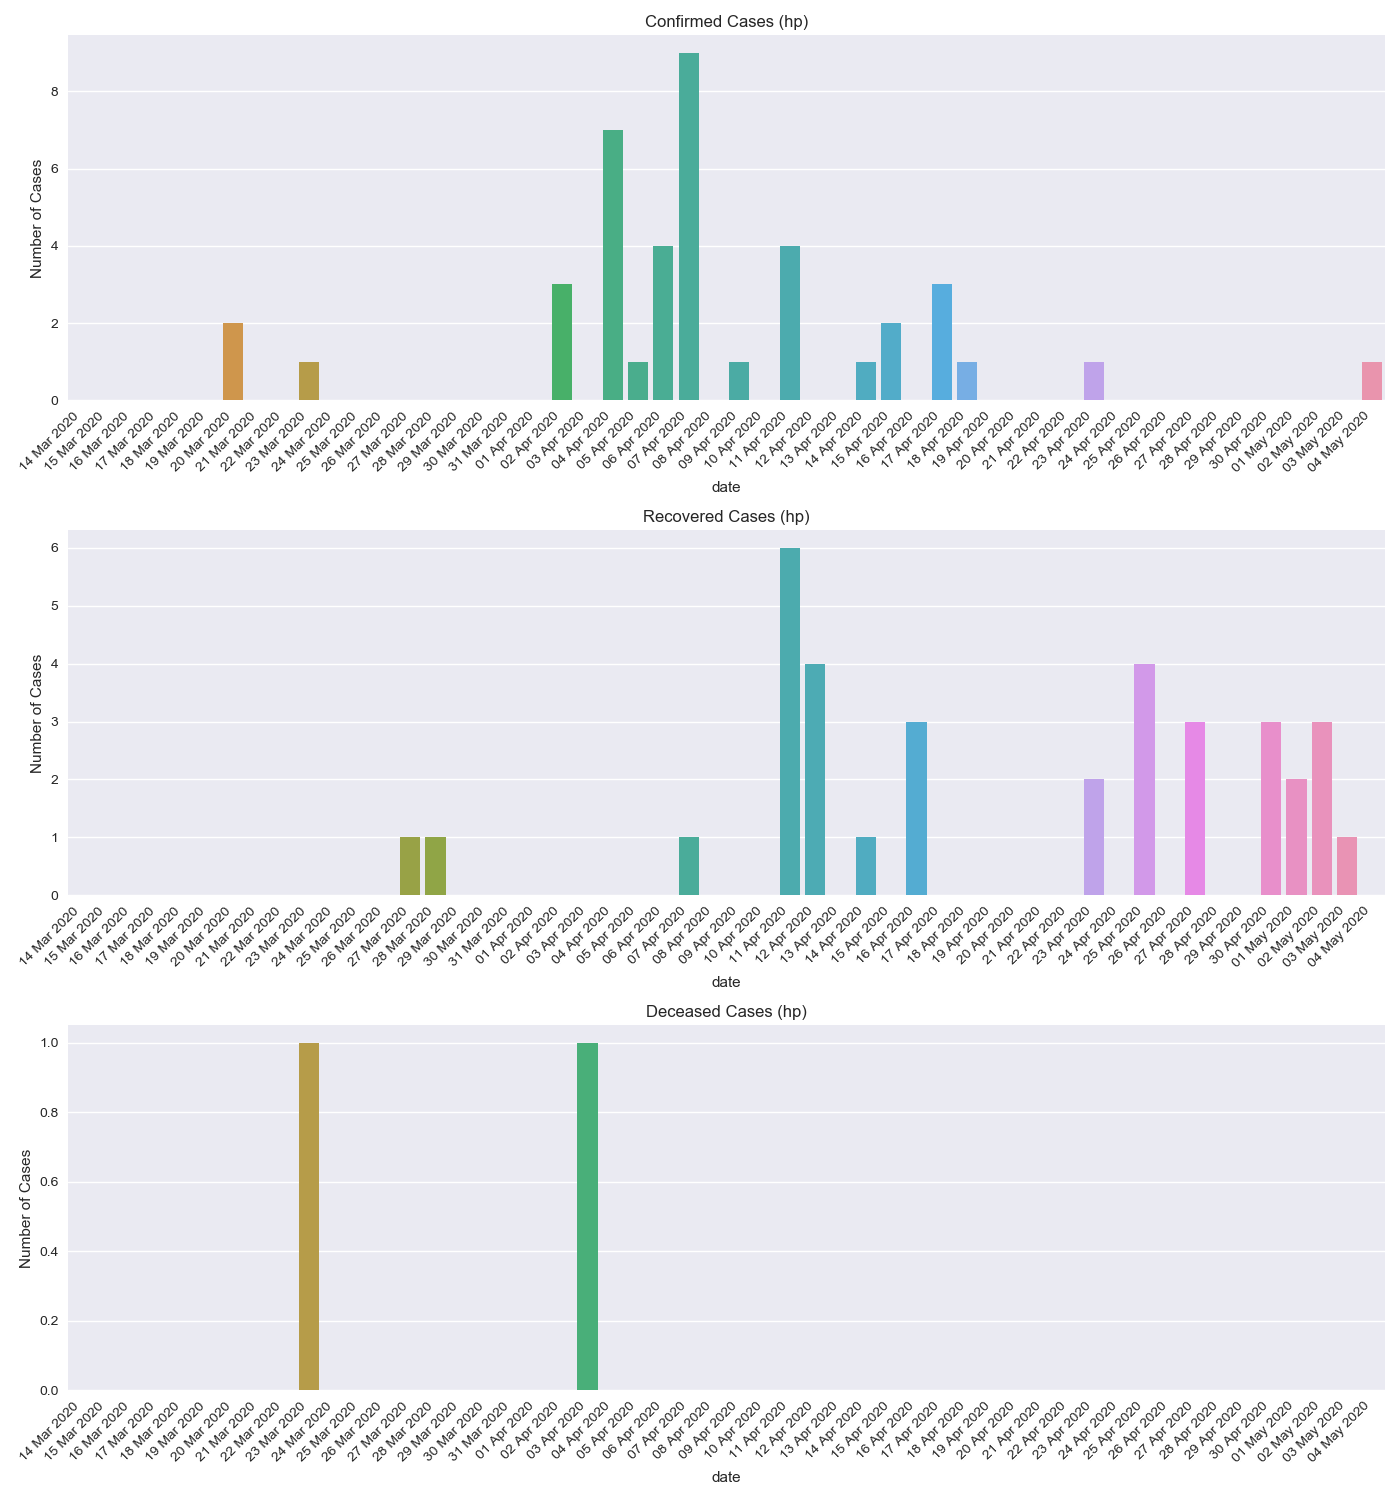 Confirmed Cases (hp)
Number of Cases
8
6
4
2
0
14 Mar 2020
15 Mar 2020
16 Mar 2020
17 Mar 2020
18 Mar 2020
19 Mar 2020
20 Mar 2020
21 Mar 2020
22 Mar 2020
23 Mar 2020
24 Mar 2020
25 Mar 2020
26 Mar 2020
27 Mar 2020
28 Mar 2020
29 Mar 2020
30 Mar 2020
31 Mar 2020
01 Apr 2020
02 Apr 2020
03 Apr 2020
04 Apr 2020
05 Apr 2020
06 Apr 2020
07 Apr 2020
08 Apr 2020
09 Apr 2020
10 Apr 2020
11 Apr 2020
12 Apr 2020
13 Apr 2020
14 Apr 2020
15 Apr 2020
16 Apr 2020
17 Apr 2020
18 Apr 2020
19 Apr 2020
20 Apr 2020
21 Apr 2020
22 Apr 2020
23 Apr 2020
24 Apr 2020
25 Apr 2020
26 Apr 2020
27 Apr 2020
28 Apr 2020
29 Apr 2020
30 Apr 2020
01 May 2020
02 May 2020
03 May 2020
04 May 2020
date
Recovered Cases (hp)
Number of Cases
6
5
4
3
2
1
0
14 Mar 2020
15 Mar 2020
16 Mar 2020
17 Mar 2020
18 Mar 2020
19 Mar 2020
20 Mar 2020
21 Mar 2020
22 Mar 2020
23 Mar 2020
24 Mar 2020
25 Mar 2020
26 Mar 2020
27 Mar 2020
28 Mar 2020
29 Mar 2020
30 Mar 2020
31 Mar 2020
01 Apr 2020
02 Apr 2020
03 Apr 2020
04 Apr 2020
05 Apr 2020
06 Apr 2020
07 Apr 2020
08 Apr 2020
09 Apr 2020
10 Apr 2020
11 Apr 2020
12 Apr 2020
13 Apr 2020
14 Apr 2020
15 Apr 2020
16 Apr 2020
17 Apr 2020
18 Apr 2020
19 Apr 2020
20 Apr 2020
21 Apr 2020
22 Apr 2020
23 Apr 2020
24 Apr 2020
25 Apr 2020
26 Apr 2020
27 Apr 2020
28 Apr 2020
29 Apr 2020
30 Apr 2020
01 May 2020
02 May 2020
03 May 2020
04 May 2020
date
Deceased Cases (hp)
Number of Cases
1.0
0.8
0.6
0.4
0.2
0.0
14 Mar 2020
15 Mar 2020
16 Mar 2020
17 Mar 2020
18 Mar 2020
19 Mar 2020
20 Mar 2020
21 Mar 2020
22 Mar 2020
23 Mar 2020
24 Mar 2020
25 Mar 2020
26 Mar 2020
27 Mar 2020
28 Mar 2020
29 Mar 2020
30 Mar 2020
31 Mar 2020
01 Apr 2020
02 Apr 2020
03 Apr 2020
04 Apr 2020
05 Apr 2020
06 Apr 2020
07 Apr 2020
08 Apr 2020
09 Apr 2020
10 Apr 2020
11 Apr 2020
12 Apr 2020
13 Apr 2020
14 Apr 2020
15 Apr 2020
16 Apr 2020
17 Apr 2020
18 Apr 2020
19 Apr 2020
20 Apr 2020
21 Apr 2020
22 Apr 2020
23 Apr 2020
24 Apr 2020
25 Apr 2020
26 Apr 2020
27 Apr 2020
28 Apr 2020
29 Apr 2020
30 Apr 2020
01 May 2020
02 May 2020
03 May 2020
04 May 2020
date